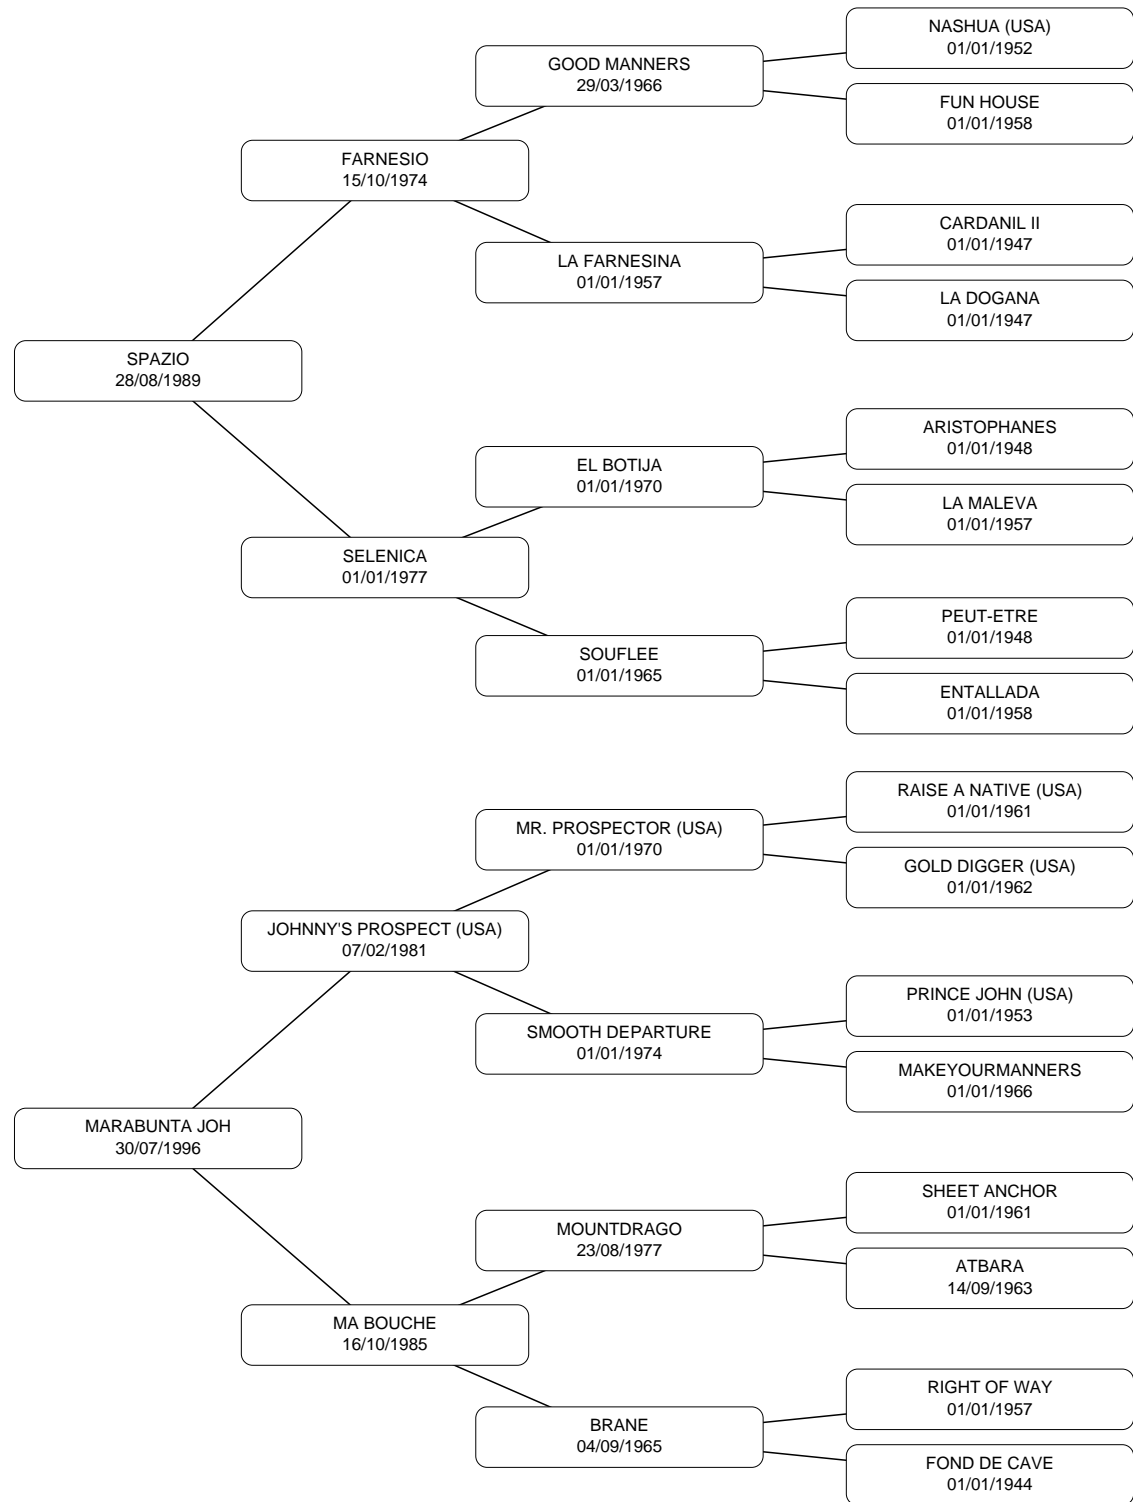 NASHUA (USA)
01/01/1952
GOOD MANNERS
29/03/1966
FUN HOUSE
01/01/1958
FARNESIO
15/10/1974
CARDANIL II
01/01/1947
LA FARNESINA
01/01/1957
LA DOGANA
01/01/1947
SPAZIO
28/08/1989
ARISTOPHANES
01/01/1948
EL BOTIJA
01/01/1970
LA MALEVA
01/01/1957
SELENICA
01/01/1977
PEUT-ETRE
01/01/1948
SOUFLEE
01/01/1965
ENTALLADA
01/01/1958
RAISE A NATIVE (USA)
01/01/1961
MR. PROSPECTOR (USA)
01/01/1970
GOLD DIGGER (USA)
01/01/1962
JOHNNY'S PROSPECT (USA)
07/02/1981
PRINCE JOHN (USA)
01/01/1953
SMOOTH DEPARTURE
01/01/1974
MAKEYOURMANNERS
01/01/1966
MARABUNTA JOH
30/07/1996
SHEET ANCHOR
01/01/1961
MOUNTDRAGO
23/08/1977
ATBARA
14/09/1963
MA BOUCHE
16/10/1985
RIGHT OF WAY
01/01/1957
BRANE
04/09/1965
FOND DE CAVE
01/01/1944